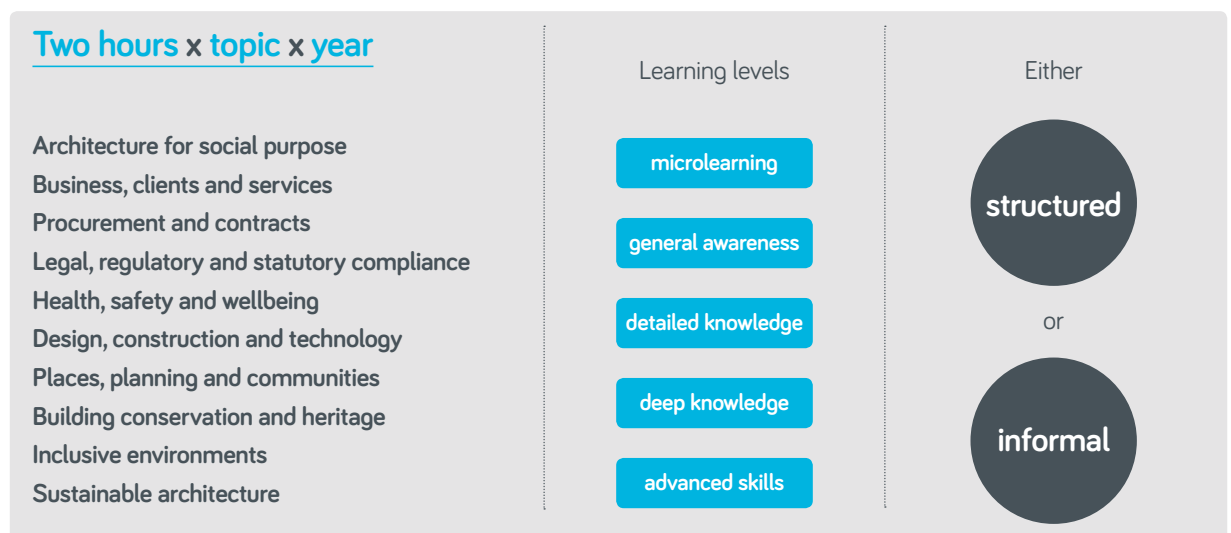 Two hours x topic x year
Architecture for social purpose
Business, clients and services
Procurement and contracts
Legal, regulatory and statutory compliance
Health, safety and wellbeing
Design, construction and technology
Places, planning and communities
Building conservation and heritage
Inclusive environments
Sustainable architecture
Learning levels
microlearning
general awareness
detailed knowledge
deep knowledge
advanced skills
Either
structured
or
informal